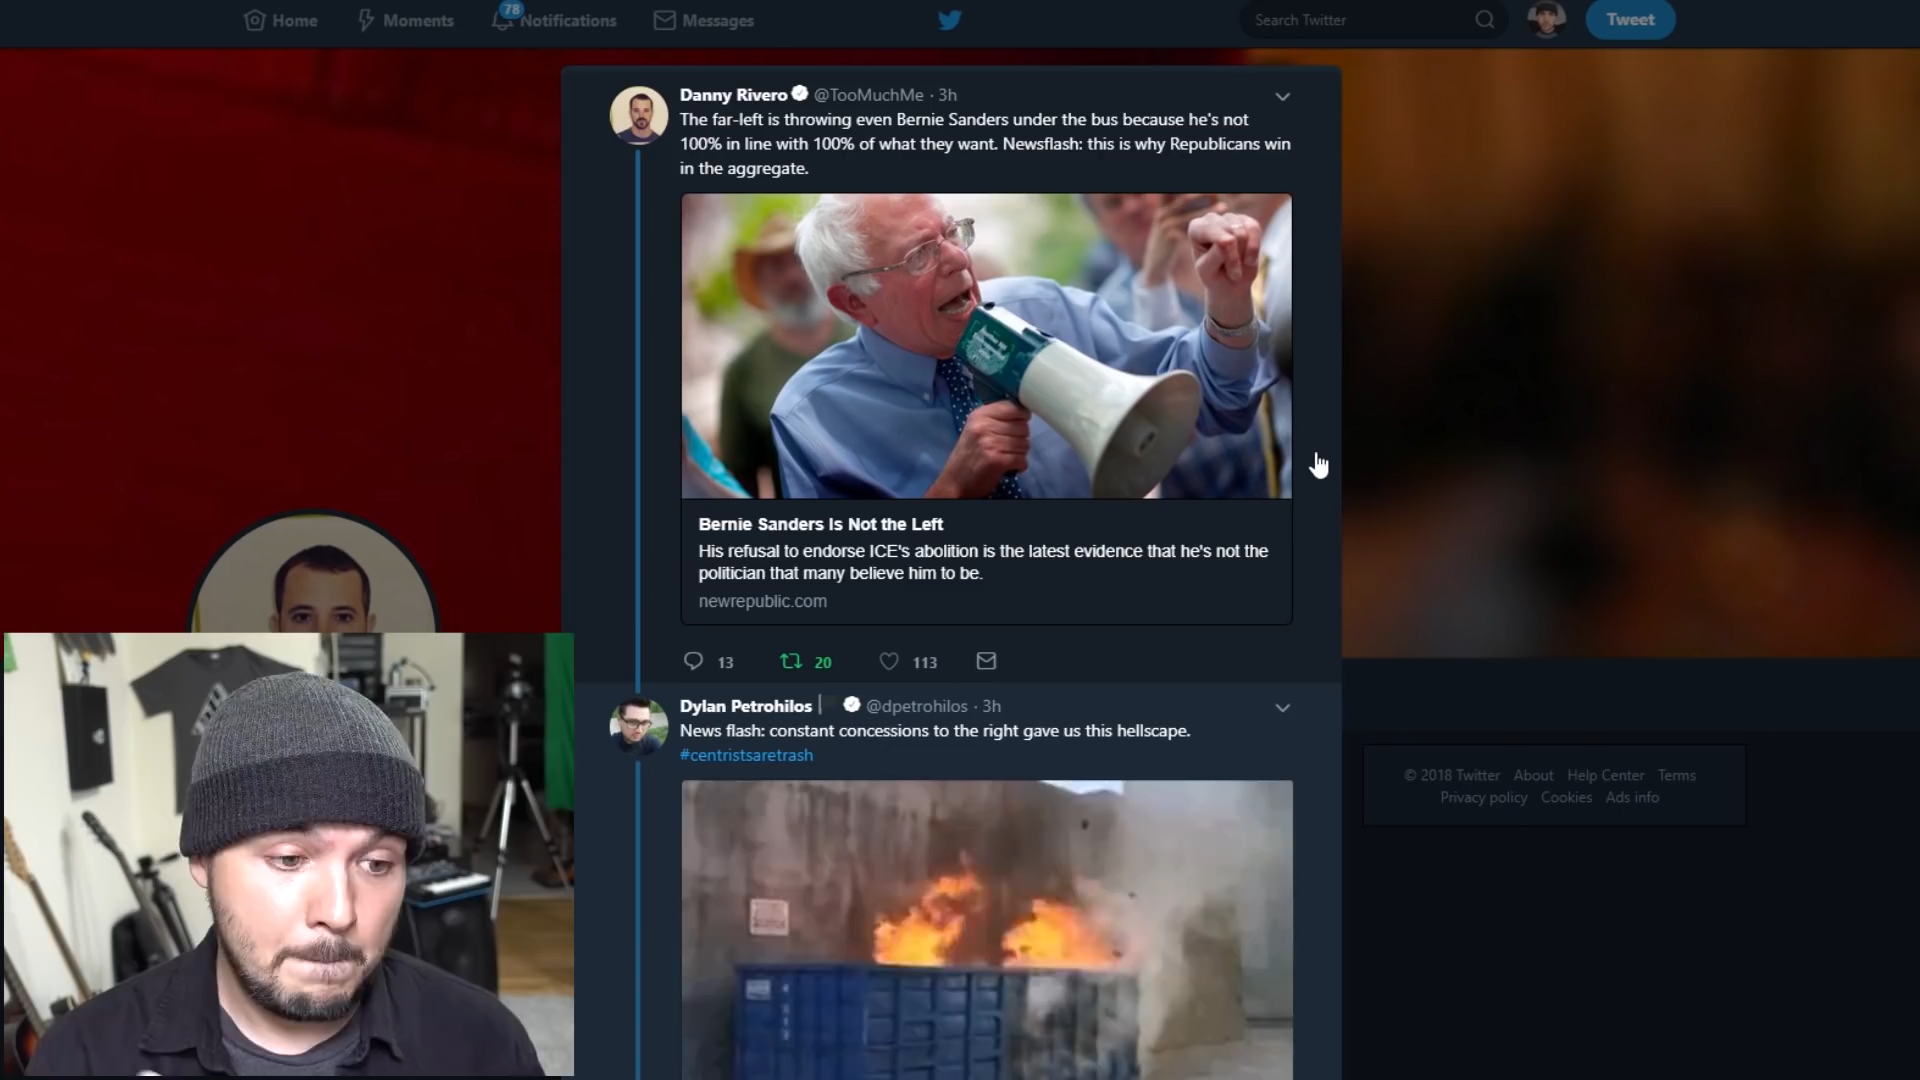 Home
Moments
78
Notifications
Messages
Search Twitter
Tweet
Danny Rivero @TooMuchMe · 3h
The far-left is throwing even Bernie Sanders under the bus because he's not
100% in line with 100% of what they want. Newsflash: this is why Republicans win
in the aggregate.
Bernie Sanders Is Not the Left
His refusal to endorse ICE's abolition is the latest evidence that he's not the
politician that many believe him to be.
newrepublic.com
13
20
113
Dylan Petrohilos @dpetrohilos · 3h
News flash: constant concessions to the right gave us this hellscape.
#centristsaretrash
© 2018 Twitter About Help Center Terms
Privacy policy Cookies Ads info